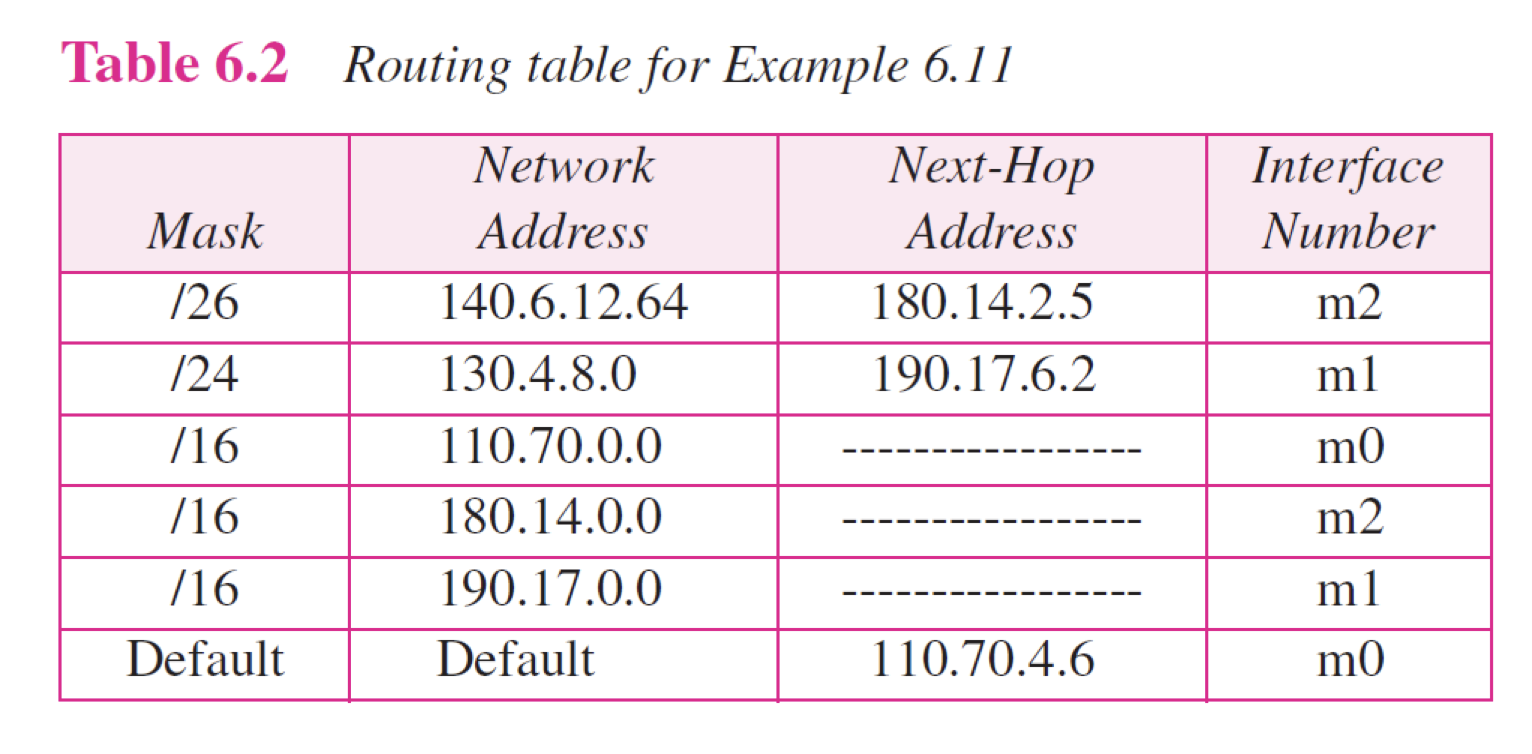 Table 6.2 Routing table for Example 6.11
Mask Network Address Next-Hop Address Interface Number
/26 140.6.12.64 180.14.2.5 m2
/24 130.4.8.0 190.17.6.2 m1
/16 110.70.0.0 ----------------- m0
/16 180.14.0.0 ----------------- m2
/16 190.17.0.0 ----------------- m1
Default Default 110.70.4.6 m0